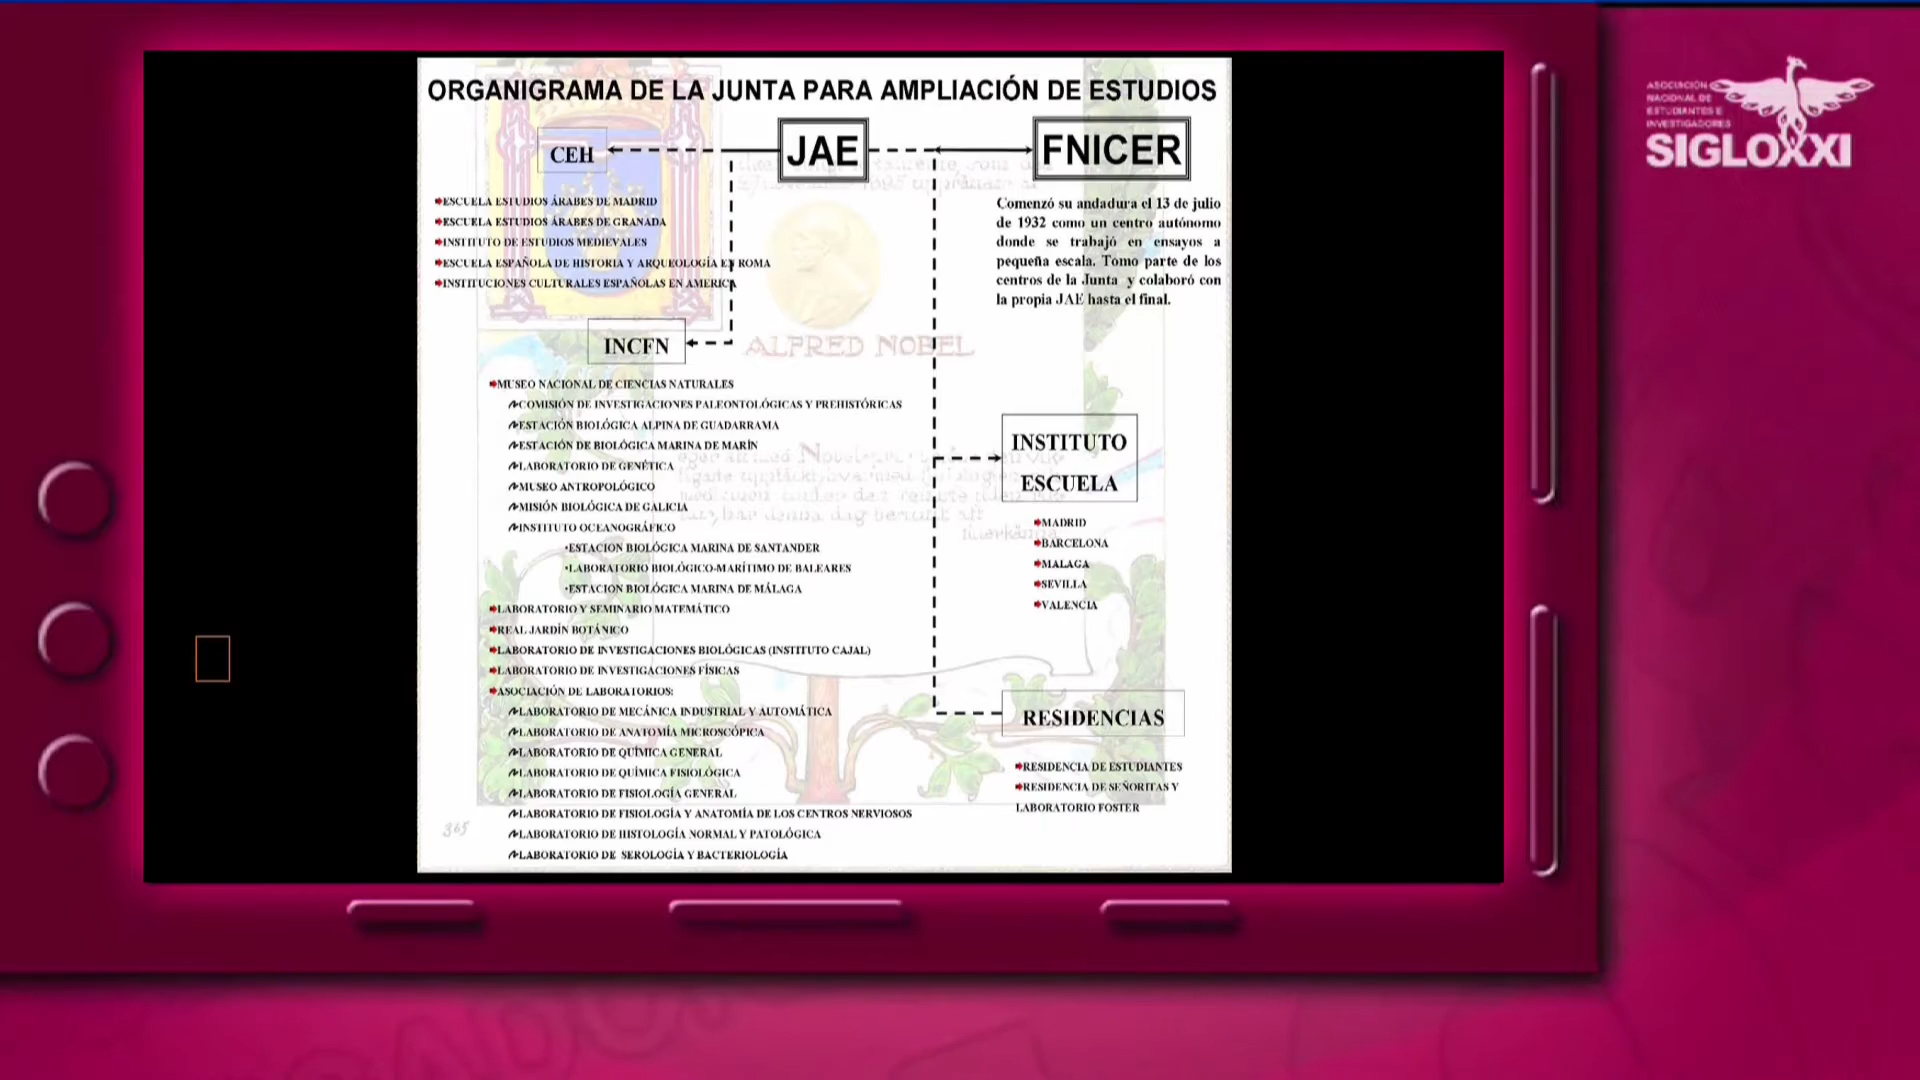 ORGANIGRAMA DE LA JUNTA PARA AMPLIACIÓN DE ESTUDIOS
CEH
JAE
FNICER
ESCUELA ESTUDIOS ÁRABES DE MADRID
ESCUELA ESTUDIOS ÁRABES DE GRANADA
INSTITUTO DE ESTUDIOS MEDIEVALES
ESCUELA ESPAÑOLA DE HISTORIA Y ARQUEOLOGÍA EN ROMA
INSTITUCIONES CULTURALES ESPAÑOLAS EN AMERICA
Comenzó su andadura el 13 de julio
de 1932 como un centro autónomo
donde se trabajó en ensayos a
pequeña escala. Tomo parte de los
centros de la Junta y colaboró con
la propia JAE hasta el final.
INCFN
ALFRED NOBEL
MUSEO NACIONAL DE CIENCIAS NATURALES
COMISIÓN DE INVESTIGACIONES PALEONTOLÓGICAS Y PREHISTÓRICAS
ESTACIÓN BIOLÓGICA ALPINA DE GUADARRAMA
ESTACIÓN DE BIOLÓGICA MARINA DE MARÍN
LABORATORIO DE GENÉTICA
MUSEO ANTROPOLÓGICO
MISIÓN BIOLÓGICA DE GALICIA
INSTITUTO OCEANOGRÁFICO
•ESTACION BIOLÓGICA MARINA DE SANTANDER
•LABORATORIO BIOLÓGICO-MARÍTIMO DE BALEARES
•ESTACION BIOLÓGICA MARINA DE MÁLAGA
LABORATORIO Y SEMINARIO MATEMÁTICO
REAL JARDÍN BOTÁNICO
LABORATORIO DE INVESTIGACIONES BIOLÓGICAS (INSTITUTO CAJAL)
LABORATORIO DE INVESTIGACIONES FÍSICAS
ASOCIACIÓN DE LABORATORIOS:
LABORATORIO DE MECÁNICA INDUSTRIAL Y AUTOMÁTICA
LABORATORIO DE ANATOMÍA MICROSCÓPICA
LABORATORIO DE QUÍMICA GENERAL
LABORATORIO DE QUÍMICA FISIOLÓGICA
LABORATORIO DE FISIOLOGÍA GENERAL
LABORATORIO DE FISIOLOGÍA Y ANATOMÍA DE LOS CENTROS NERVIOSOS
LABORATORIO DE HISTOLOGÍA NORMAL Y PATOLÓGICA
LABORATORIO DE SEROLOGÍA Y BACTERIOLOGÍA
INSTITUTO
ESCUELA
MADRID
BARCELONA
MALAGA
SEVILLA
VALENCIA
RESIDENCIAS
RESIDENCIA DE ESTUDIANTES
RESIDENCIA DE SEÑORITAS Y
LABORATORIO FOSTER
365
ASOCIACIÓN
NACIONAL DE
ESTUDIANTES E
INVESTIGADORES
SIGLOXXI